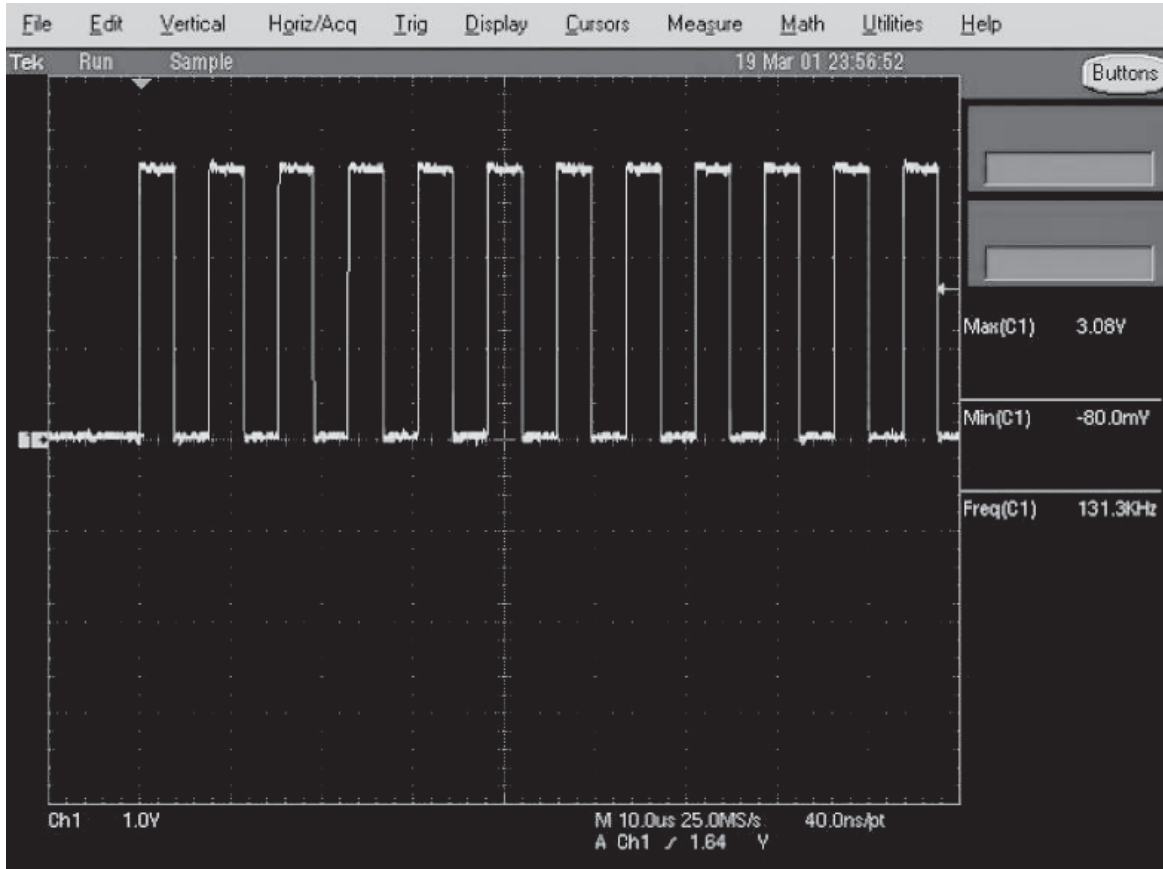 File Edit Vertical Horiz/Acq Trig Display Cursors Measure Math Utilities Help
Tek Run Sample 19 Mar 01 23:56:52
Buttons
Max(C1) 3.08V
1
Min(C1) -80.0mV
Freq(C1) 131.3KHz
Ch1 1.0V M 10.0us 25.0MS/s 40.0ns/pt
A Ch1 ∕ 1.64 V